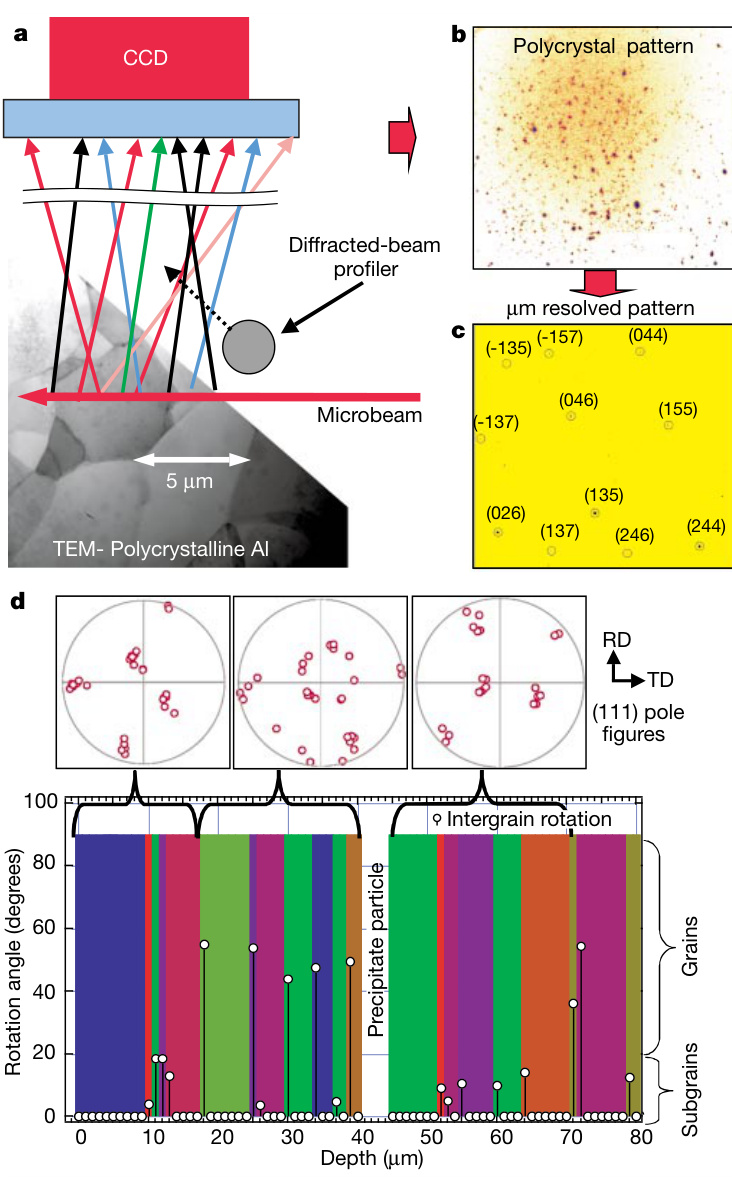 a
CCD
Diffracted-beam
profiler
Microbeam
5 μm
TEM- Polycrystalline Al
b
Polycrystal pattern
μm resolved pattern
c
(-135)
(-157)
(044)
(046)
(155)
(-137)
(135)
(026)
(137)
(246)
(244)
d
RD
TD
(111) pole
figures
Rotation angle (degrees)
100
80
60
40
20
0
Intergrain rotation
Precipitate particle
Grains
Subgrains
0 10 20 30 40 50 60 70 80
Depth (μm)